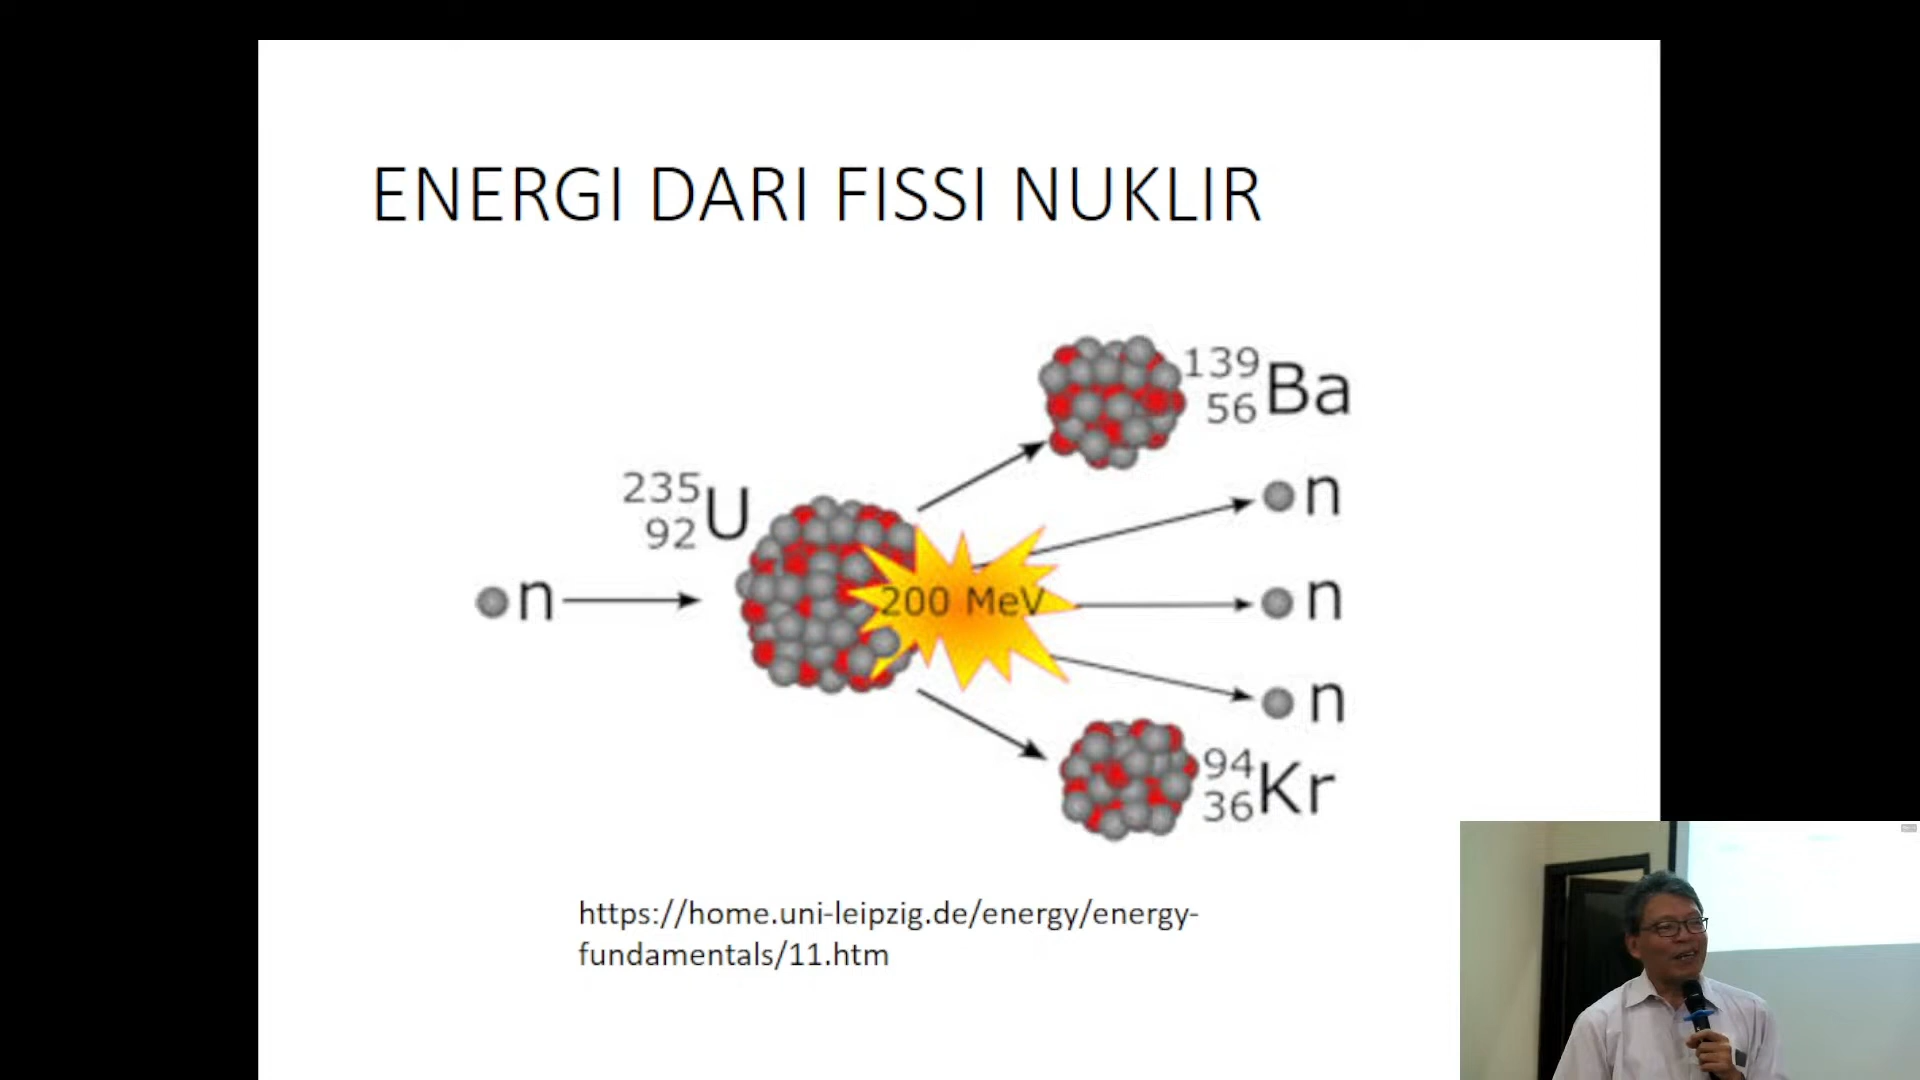 ENERGI DARI FISSI NUKLIR
139
56 Ba
235
92 U
n
n
200 MeV
n
n
94
36 Kr
https://home.uni-leipzig.de/energy/energy-
fundamentals/11.htm